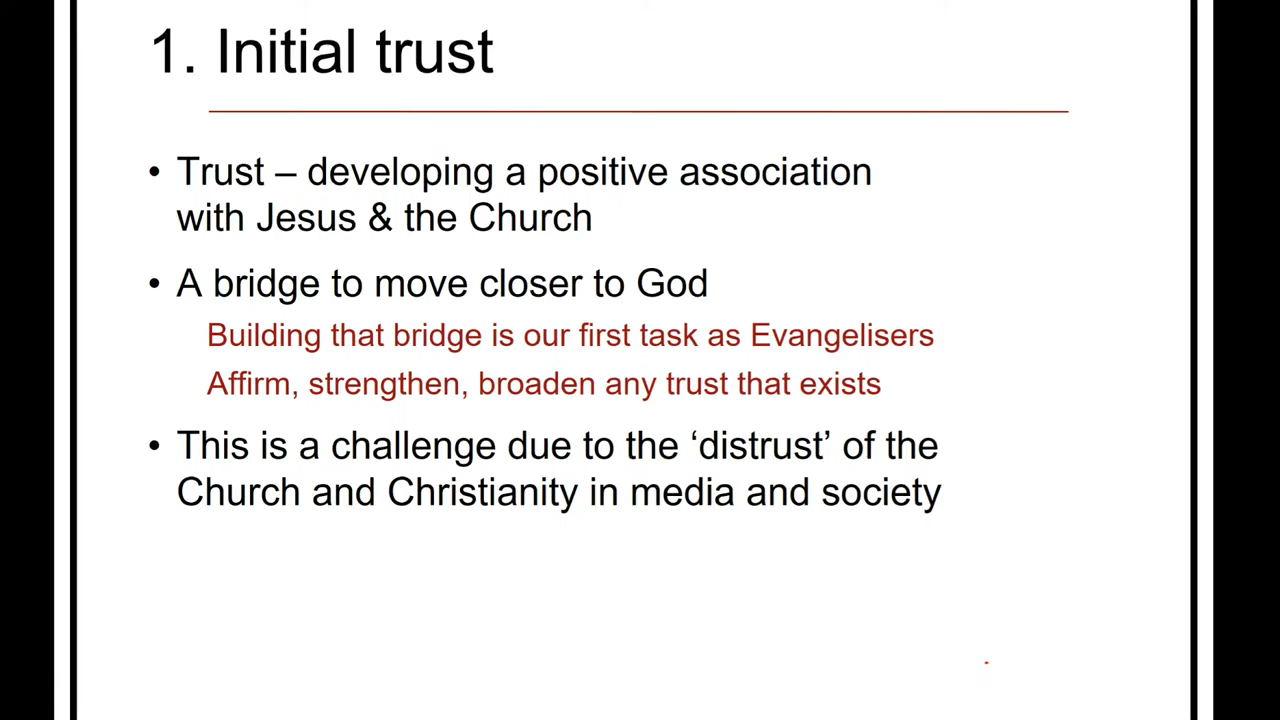 1. Initial trust
• Trust – developing a positive association
with Jesus & the Church
• A bridge to move closer to God
Building that bridge is our first task as Evangelisers
Affirm, strengthen, broaden any trust that exists
• This is a challenge due to the ‘distrust’ of the
Church and Christianity in media and society